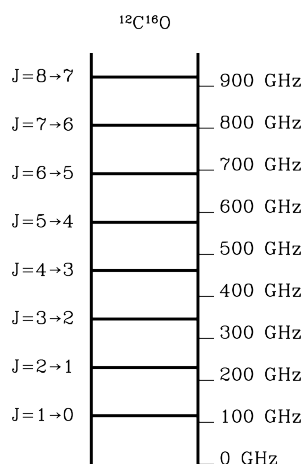 ¹²C¹⁶O
J=8→7
900 GHz
J=7→6
800 GHz
J=6→5
700 GHz
J=5→4
600 GHz
500 GHz
J=4→3
400 GHz
J=3→2
300 GHz
J=2→1
200 GHz
J=1→0
100 GHz
0 GHz